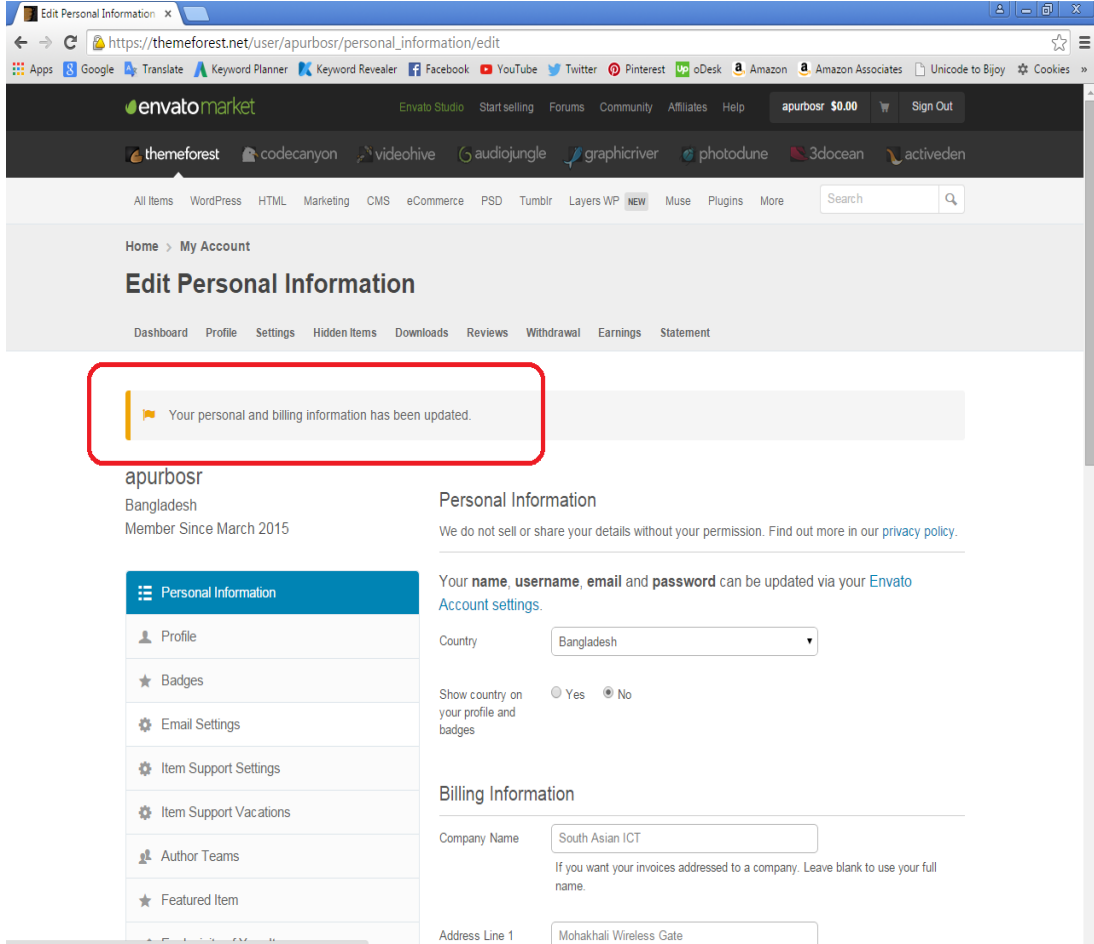 Edit Personal Information
https://themeforest.net/user/apurbosr/personal_information/edit
Apps Google Translate Keyword Planner Keyword Revealer Facebook YouTube Twitter Pinterest oDesk Amazon Amazon Associates Unicode to Bijoy Cookies »
envatomarket Envato Studio Start selling Forums Community Affiliates Help apurbosr $0.00 Sign Out
themeforest codecanyon videohive audiojungle graphicriver photodune 3docean activeden
All Items WordPress HTML Marketing CMS eCommerce PSD Tumblr Layers WP NEW Muse Plugins More Search
Home > My Account
Edit Personal Information
Dashboard Profile Settings Hidden Items Downloads Reviews Withdrawal Earnings Statement
Your personal and billing information has been updated.
apurbosr
Bangladesh
Member Since March 2015
Personal Information
Profile
Badges
Email Settings
Item Support Settings
Item Support Vacations
Author Teams
Featured Item
Personal Information
We do not sell or share your details without your permission. Find out more in our privacy policy.
Your name, username, email and password can be updated via your Envato
Account settings.
Country Bangladesh
Show country on Yes No
your profile and
badges
Billing Information
Company Name South Asian ICT
If you want your invoices addressed to a company. Leave blank to use your full
name.
Address Line 1 Mohakhali Wireless Gate